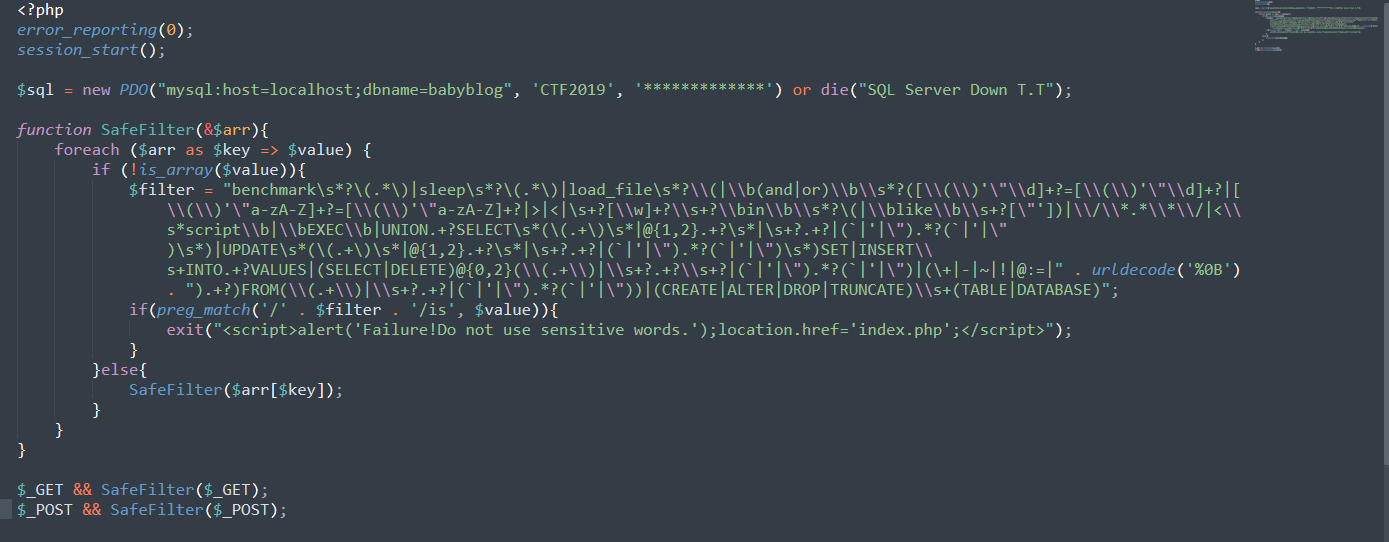 <?php
error_reporting(0);
session_start();
$sql = new PDO("mysql:host=localhost;dbname=babyblog", 'CTF2019', '*************') or die("SQL Server Down T.T");
function SafeFilter(&$arr){
foreach ($arr as $key => $value) {
if (!is_array($value)){
$filter = "benchmark\s*?\(.*\)|sleep\s*?\(.*\)|load_file\s*?\\(|\\b(and|or)\\b\\s*?([\\(\\)'\"\\d]+?=[\\(\\)'\"\\d]+?|[
\\(\\)'\"a-zA-Z]+?=[\\(\\)'\"a-zA-Z]+?|>|<|\s+?[\\w]+?\\s+?\\bin\\b\\s*?\(|\\blike\\b\\s+?[\"'])|\\/\\*.*\\*\\/|<\\
s*script\\b|\\bEXEC\\b|UNION.+?SELECT\s*(\(.+\)\s*|@{1,2}.+?\s*|\s+?.+?|(`|'|\").*?(`|'|\"
)\s*)|UPDATE\s*(\(.+\)\s*|@{1,2}.+?\s*|\s+?.+?|(`|'|\").*?(`|'|\")\s*)SET|INSERT\\
s+INTO.+?VALUES|(SELECT|DELETE)@{0,2}(\\(.+\\)|\\s+?.+?\\s+?|(`|'|\").*?(`|'|\")|(\+|-|~|!|@:=|" . urldecode('%0B')
. ").+?)FROM(\\(.+\\)|\\s+?.+?|(`|'|\").*?(`|'|\"))|(CREATE|ALTER|DROP|TRUNCATE)\\s+(TABLE|DATABASE)";
if(preg_match('/' . $filter . '/is', $value)){
exit("<script>alert('Failure!Do not use sensitive words.');location.href='index.php';</script>");
}
}else{
SafeFilter($arr[$key]);
}
}
}
$_GET && SafeFilter($_GET);
$_POST && SafeFilter($_POST);